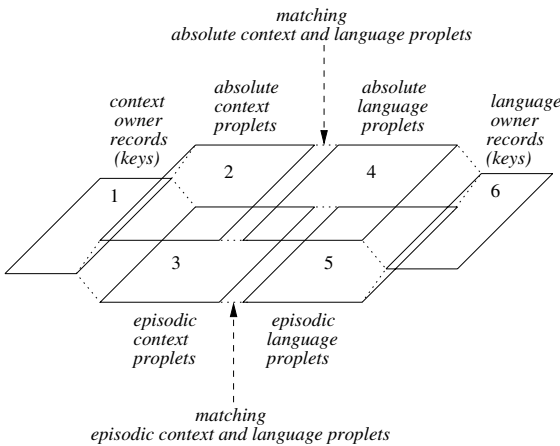 matching
absolute context and language proplets
context
owner
records
(keys)
absolute
context
proplets
absolute
language
proplets
language
owner
records
(keys)
1
2
4
6
3
5
episodic
context
proplets
episodic
language
proplets
matching
episodic context and language proplets